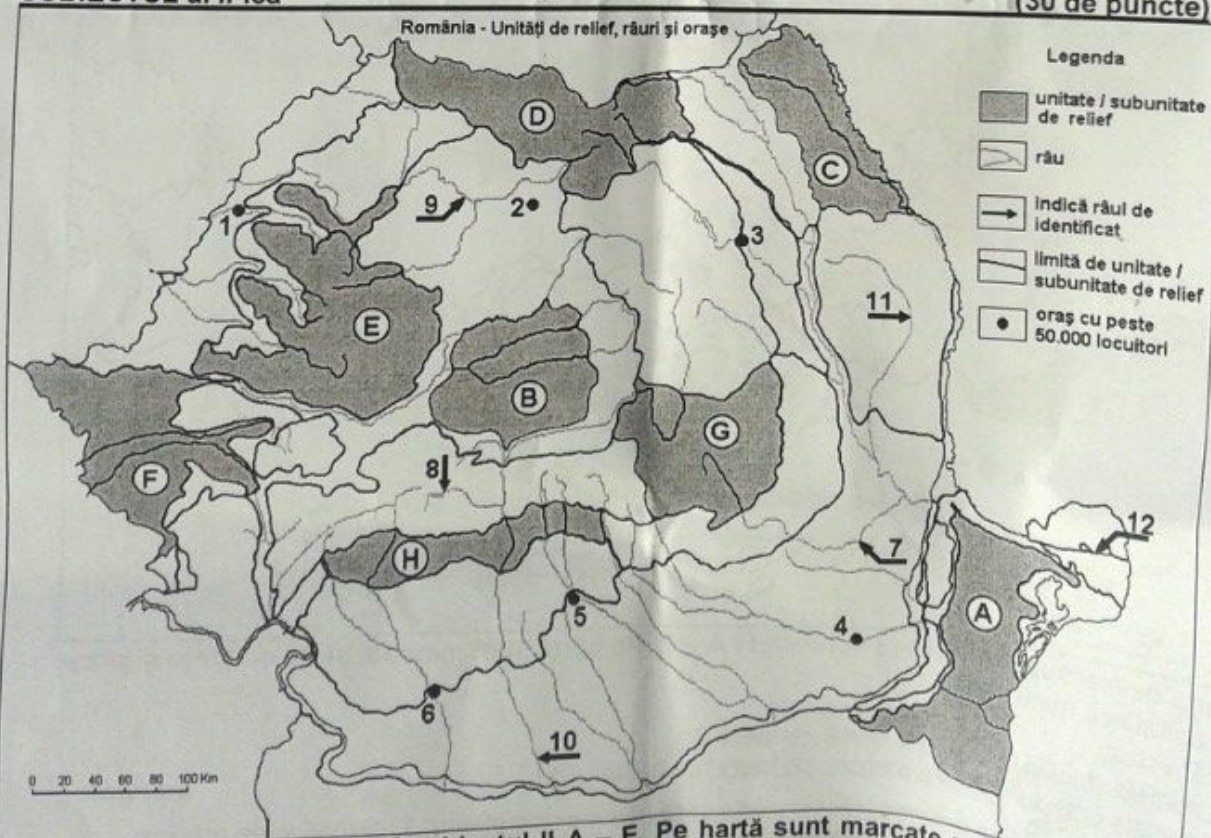 (30 de puncte)
România - Unități de relief, râuri și orașe
Legenda
unitate / subunitate
de relief
râu
indică râul de
identificat
limită de unitate /
subunitate de relief
oraș cu peste
50.000 locuitori
D
C
9
2
1
3
11
E
B
G
F
8
12
H
7
A
5
4
6
10
0 20 40 60 80 100 Km
II A – E. Pe hartă sunt marcate